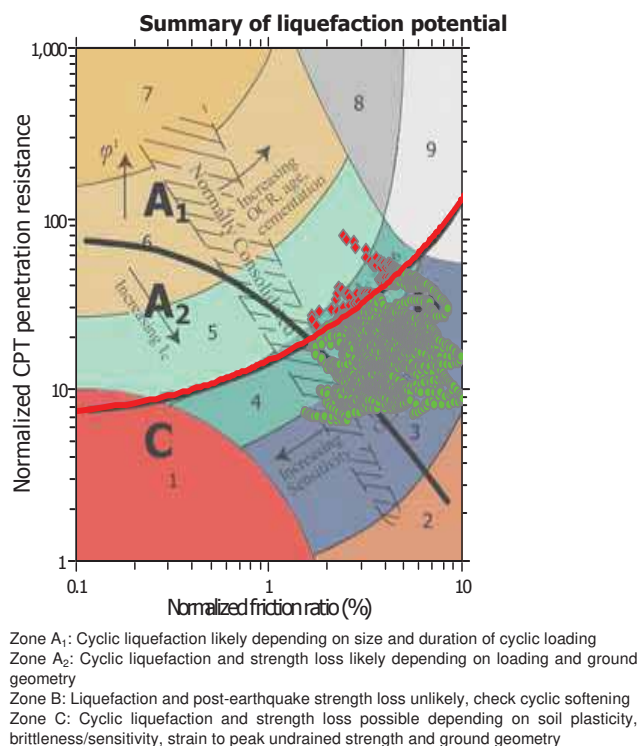 Summary of liquefaction potential
1,000
100
10
1
Normalized CPT penetration resistance
7
8
9
φ'
A1
Increasing
OCR, age,
cementation
Normally Consolidated
6
A2
Increasing Ic
5
4
C
1
Increasing
Sensitivity
3
2
0.1
1
10
Normalized friction ratio (%)
Zone A1: Cyclic liquefaction likely depending on size and duration of cyclic loading
Zone A2: Cyclic liquefaction and strength loss likely depending on loading and ground
geometry
Zone B: Liquefaction and post-earthquake strength loss unlikely, check cyclic softening
Zone C: Cyclic liquefaction and strength loss possible depending on soil plasticity,
brittleness/sensitivity, strain to peak undrained strength and ground geometry